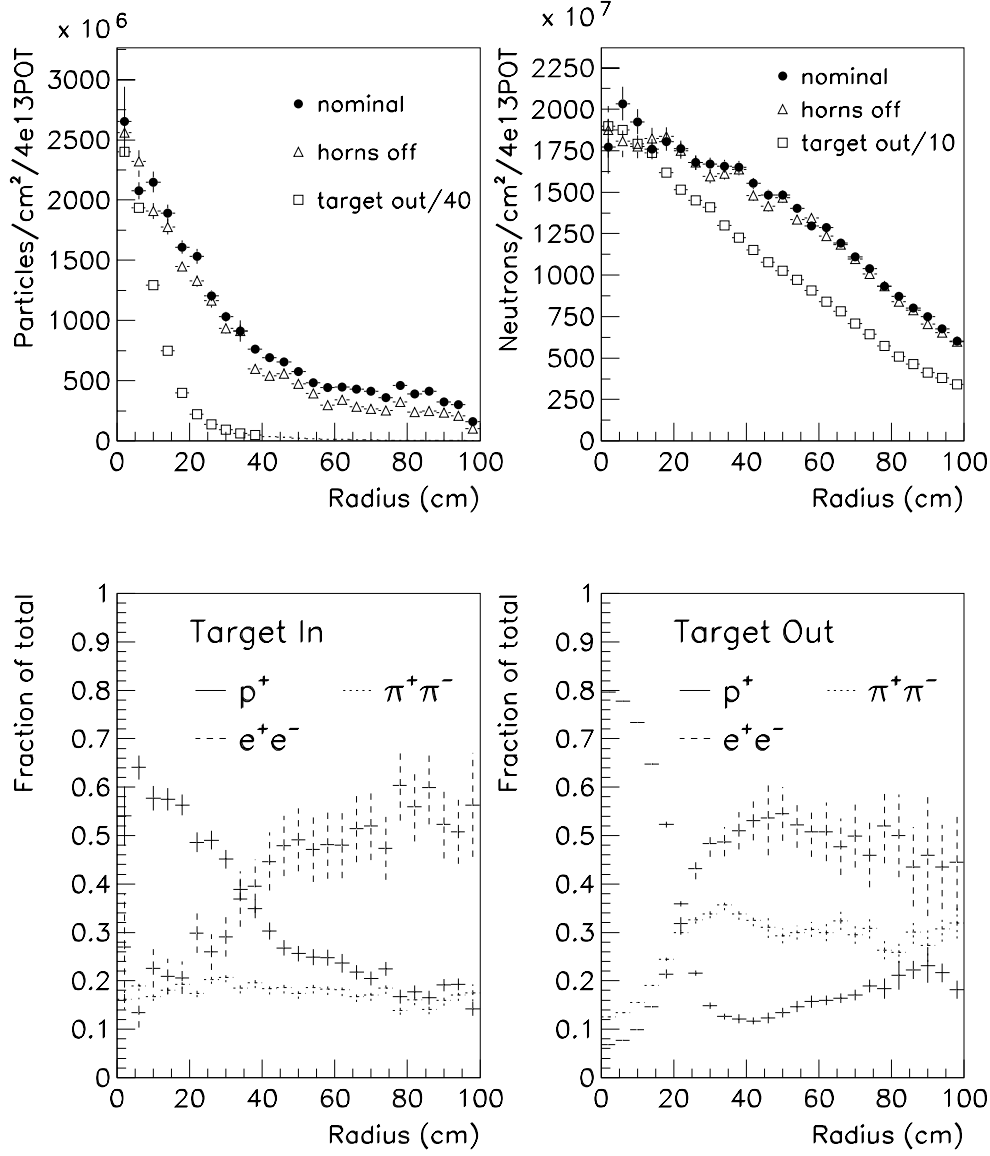 x 10⁶
Particles/cm²/4e13POT
3000
2500
2000
1500
1000
500
0
nominal
horns off
target out/40
0 20 40 60 80 100
Radius (cm)
x 10⁷
Neutrons/cm²/4e13POT
2250
2000
1750
1500
1250
1000
750
500
250
0
nominal
horns off
target out/10
0 20 40 60 80 100
Radius (cm)
Fraction of total
1
0.9
0.8
0.7
0.6
0.5
0.4
0.3
0.2
0.1
0
Target In
p⁺ π⁺π⁻
e⁺e⁻
0 20 40 60 80 100
Radius (cm)
Fraction of total
1
0.9
0.8
0.7
0.6
0.5
0.4
0.3
0.2
0.1
0
Target Out
p⁺ π⁺π⁻
e⁺e⁻
0 20 40 60 80 100
Radius (cm)